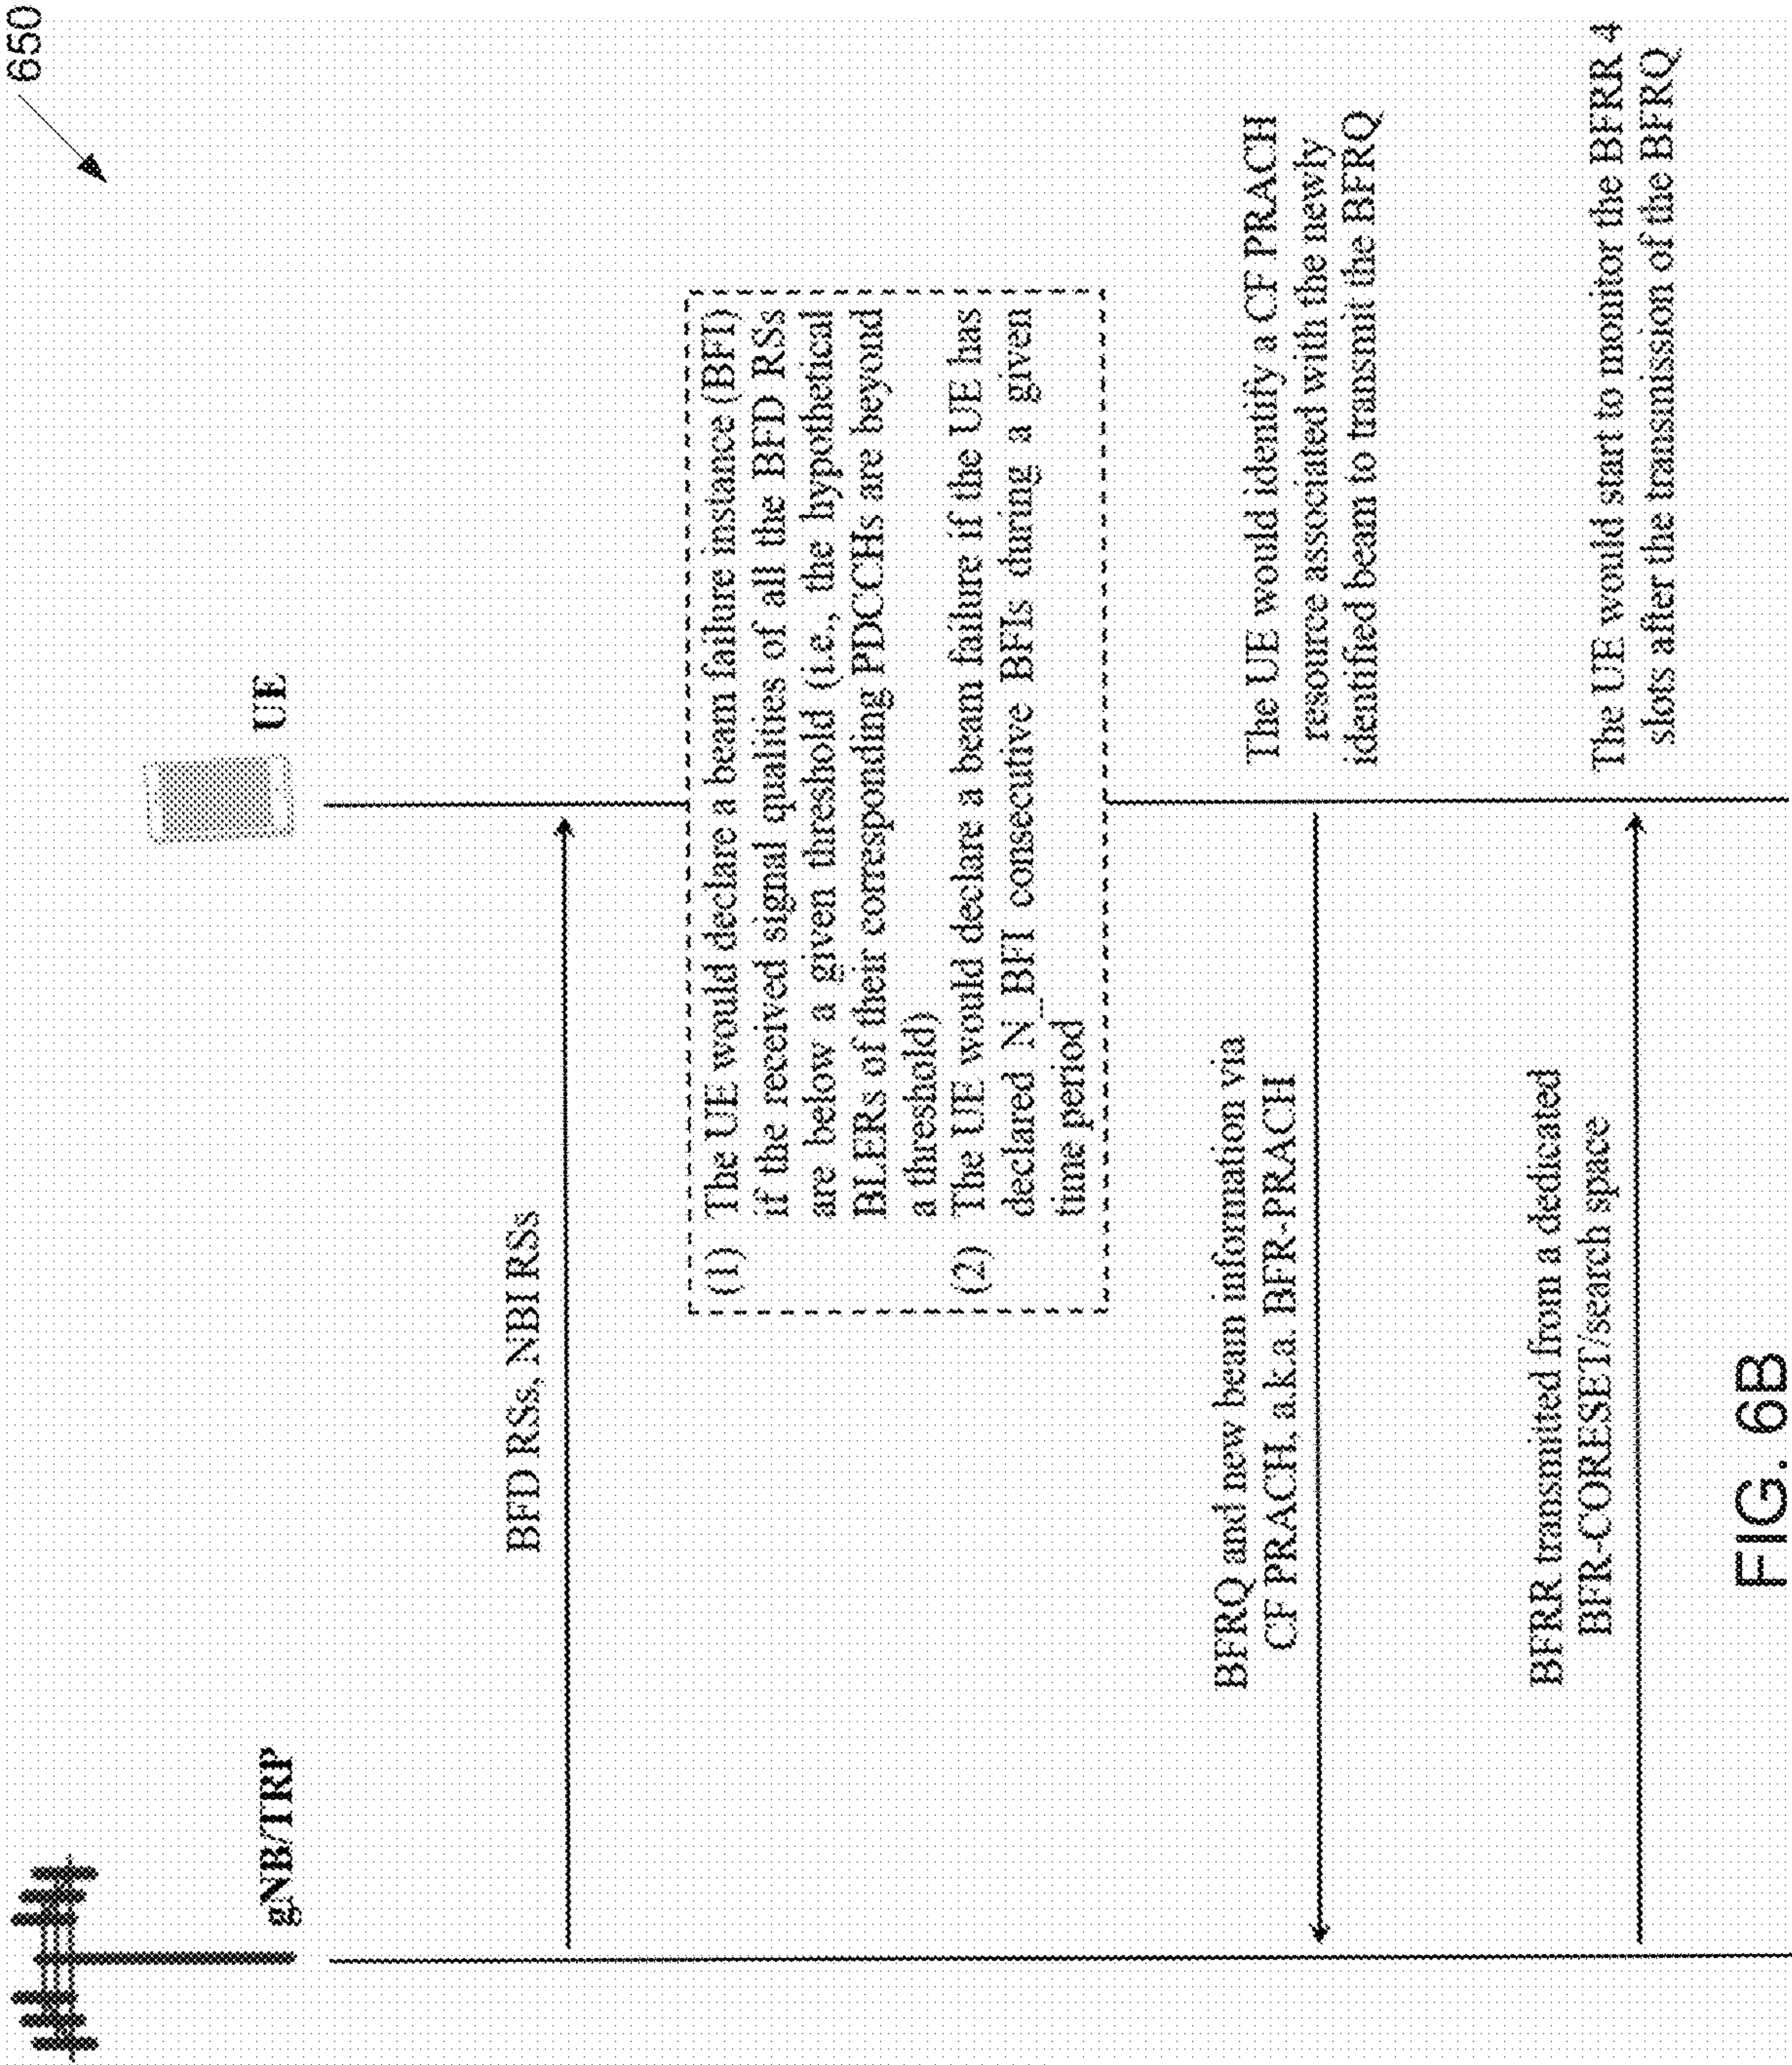 650
gNB/TRP
UE
BFD RSs, NBI RSs
(1) The UE would declare a beam failure instance (BFI)
if the received signal qualities of all the BFD RSs
are below a given threshold (i.e., the hypothetical
BLERs of their corresponding PDCCHs are beyond
a threshold)
(2) The UE would declare a beam failure if the UE has
declared N_BFI consecutive BFIs during a given
time period
BFRQ and new beam information via
CF PRACH, a.k.a. BFR-PRACH
The UE would identify a CF PRACH
resource associated with the newly
identified beam to transmit the BFRQ
BFRR transmitted from a dedicated
BFR-CORESET/search space
The UE would start to monitor the BFRR 4
slots after the transmission of the BFRQ
FIG. 6B